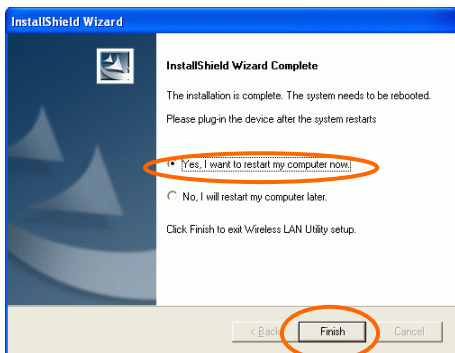 InstallShield Wizard
InstallShield Wizard Complete
The installation is complete. The system needs to be rebooted.
Please plug-in the device after the system restarts
Yes, I want to restart my computer now.
No, I will restart my computer later.
Click Finish to exit Wireless LAN Utility setup.
< Back Finish Cancel